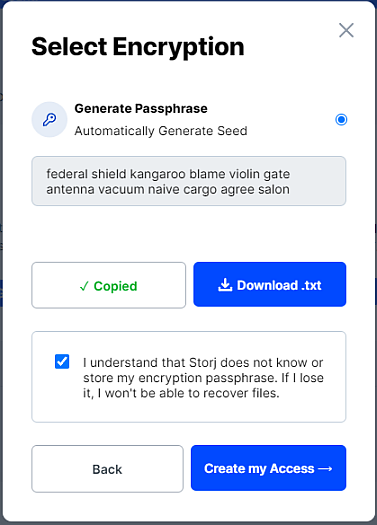 Select Encryption
Generate Passphrase
Automatically Generate Seed
federal shield kangaroo blame violin gate
antenna vacuum naive cargo agree salon
✓ Copied
Download .txt
I understand that Storj does not know or
store my encryption passphrase. If I lose
it, I won't be able to recover files.
Back
Create my Access →